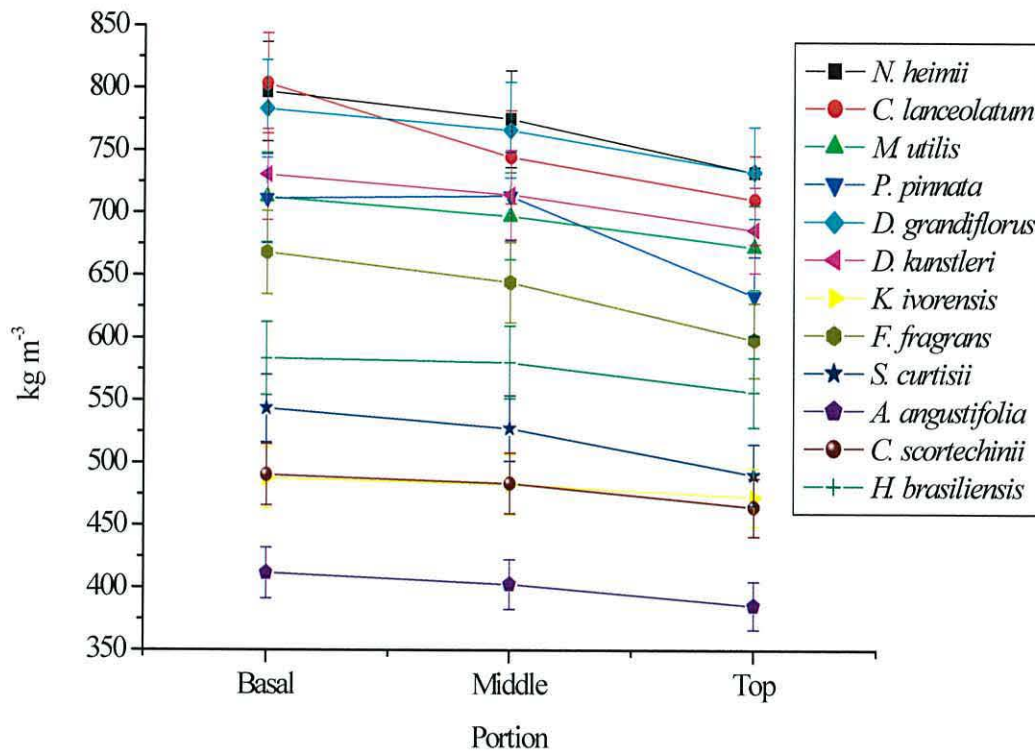 850
800
750
700
650
600
550
500
450
400
350
kg m⁻³
Basal
Middle
Top
Portion
N. heimii
C. lanceolatum
M utilis
P. pinnata
D. grandiflorus
D. kunstleri
K. ivorensis
F. fragrans
S. curtisii
A. angustifolia
C. scortechinii
H. brasiliensis